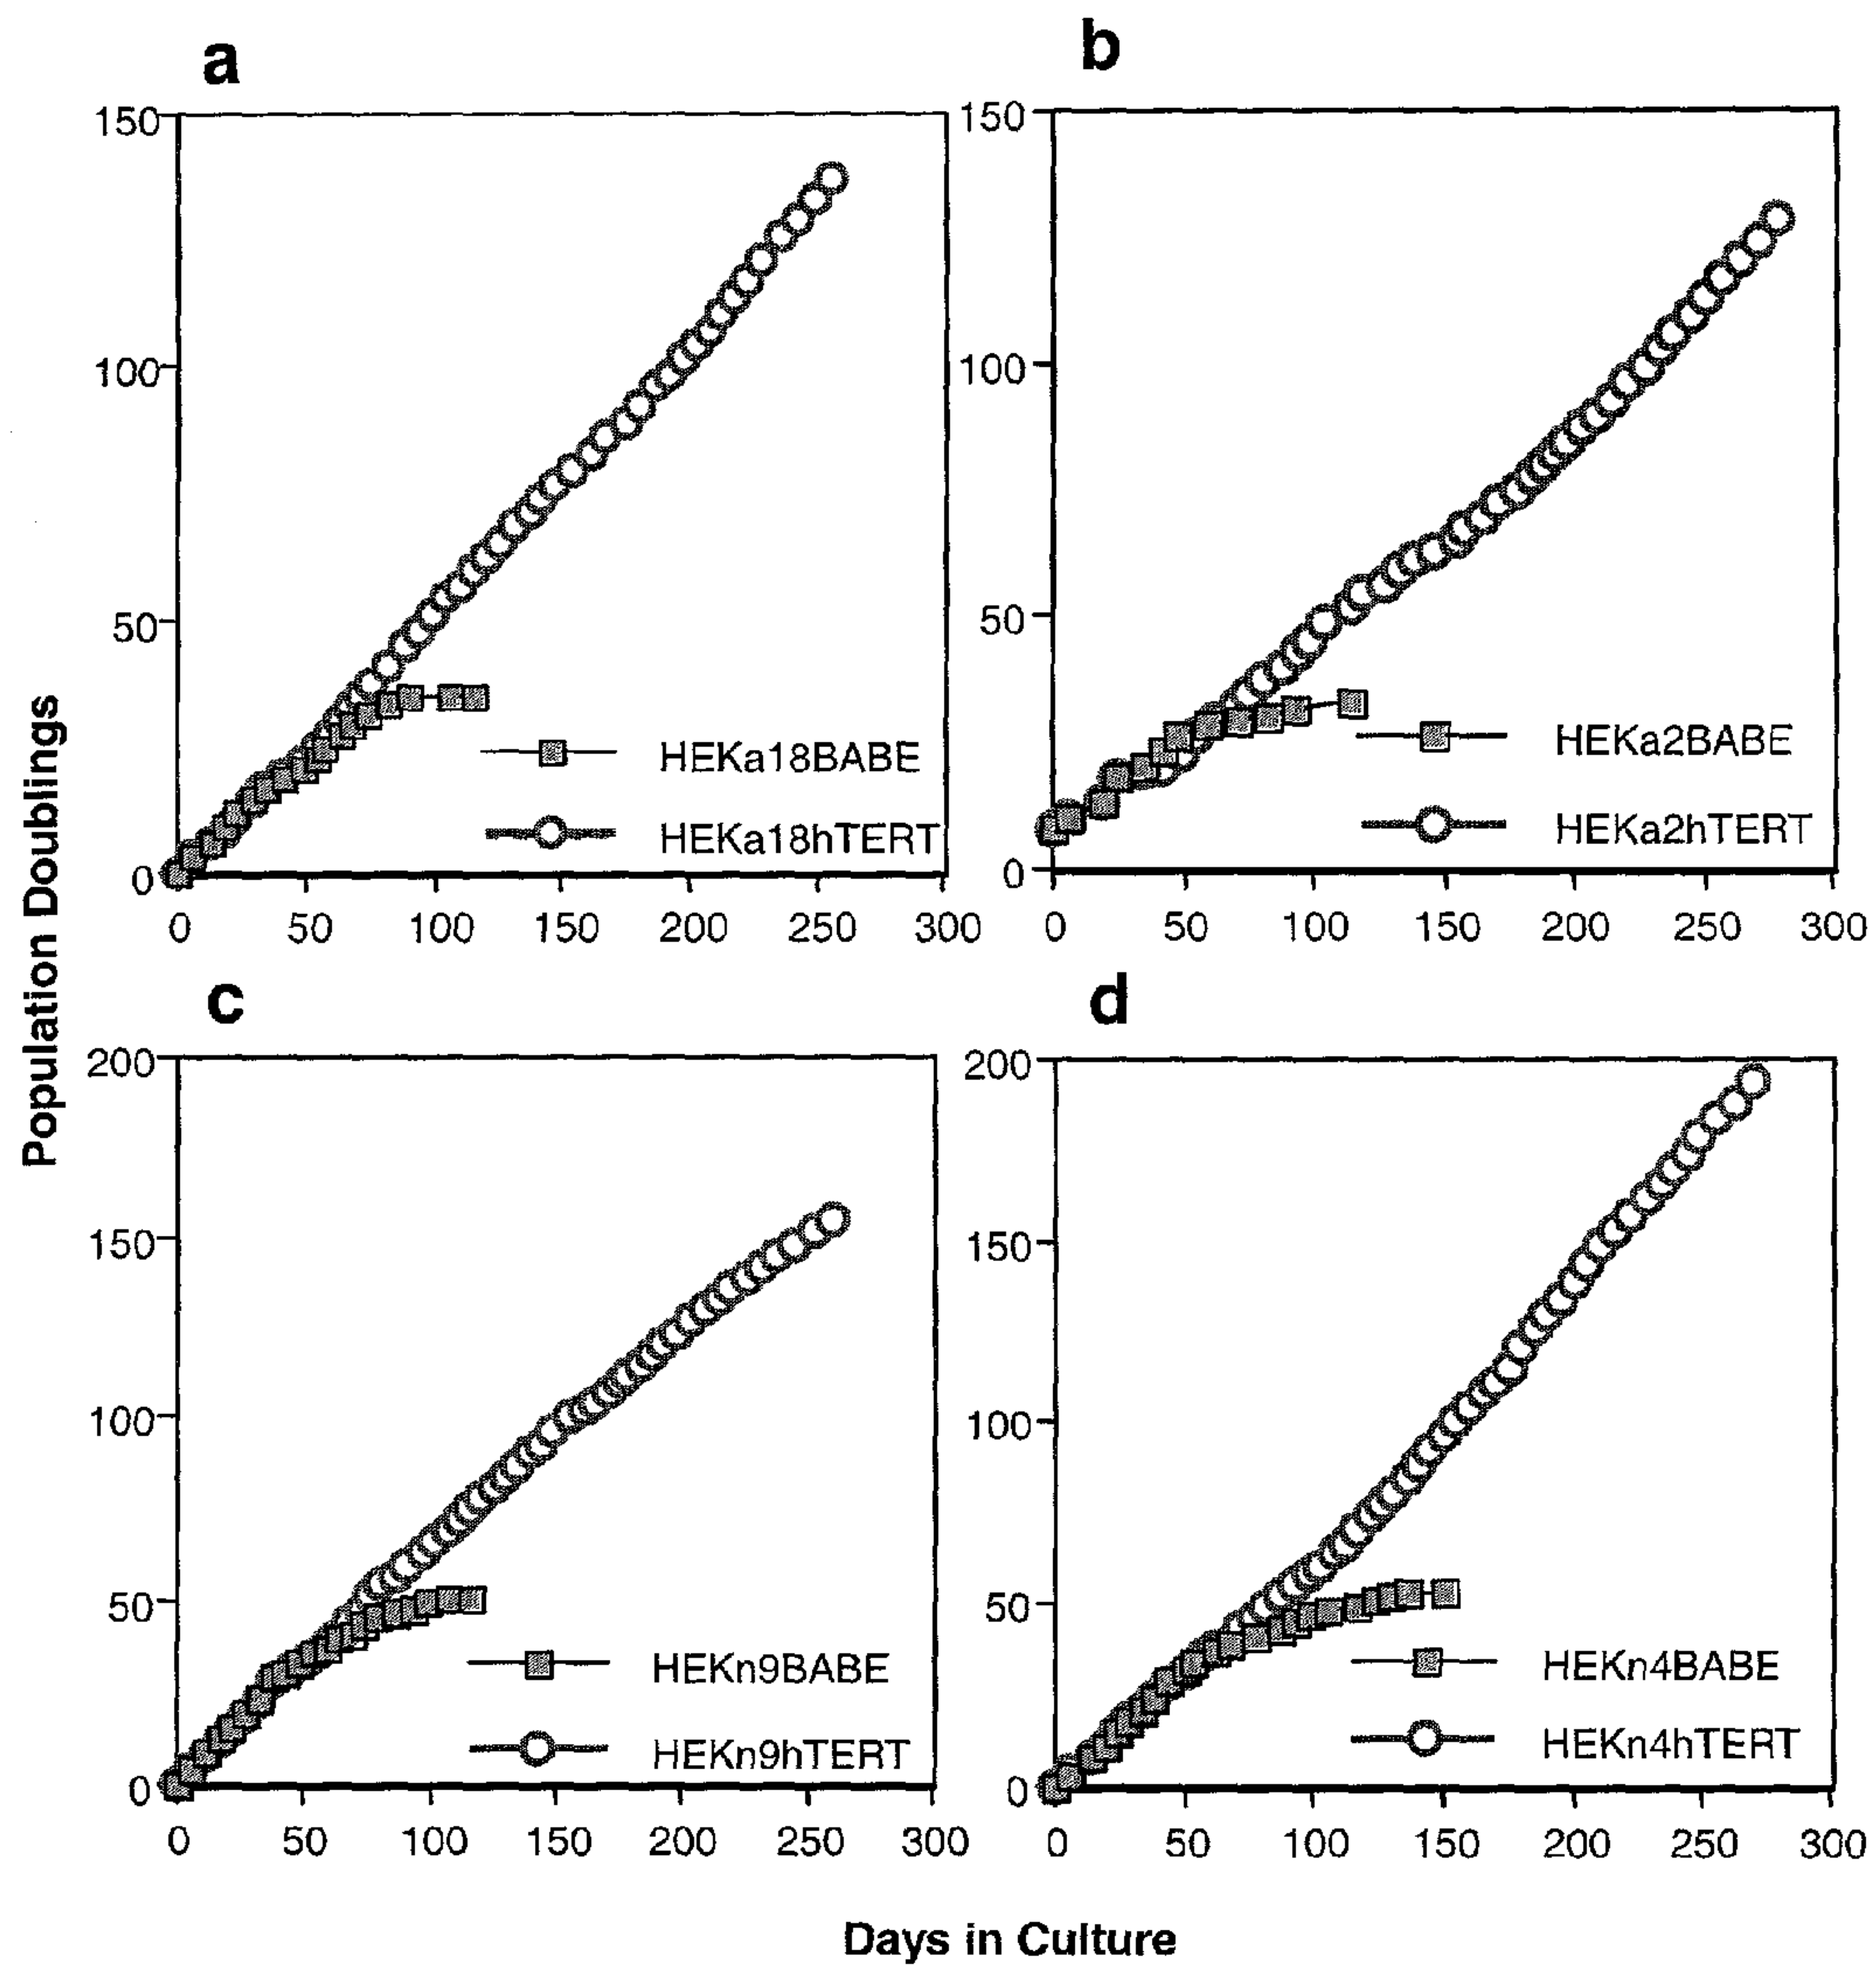 a
150
100
50
0
0 50 100 150 200 250 300
HEKa18BABE
HEKa18hTERT
b
150
100
50
0
0 50 100 150 200 250 300
HEKa2BABE
HEKa2hTERT
c
200
150
100
50
0
0 50 100 150 200 250 300
HEKn9BABE
HEKn9hTERT
d
200
150
100
50
0
0 50 100 150 200 250 300
HEKn4BABE
HEKn4hTERT
Population Doublings
Days in Culture